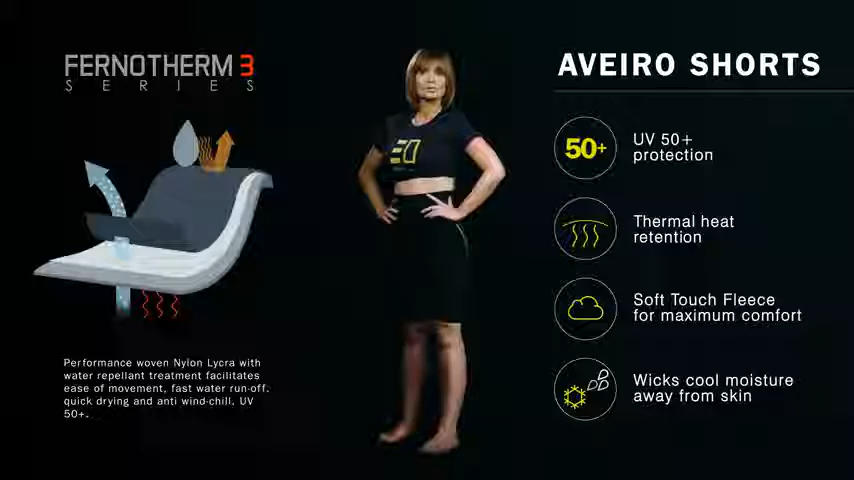 FERNOTHERM 3
SERIES
Performance woven Nylon Lycra with
water repellant treatment facilitates
ease of movement, fast water run-off,
quick drying and anti wind-chill, UV
50+.
AVEIRO SHORTS
50+
UV 50+
protection
Thermal heat
retention
Soft Touch Fleece
for maximum comfort
Wicks cool moisture
away from skin